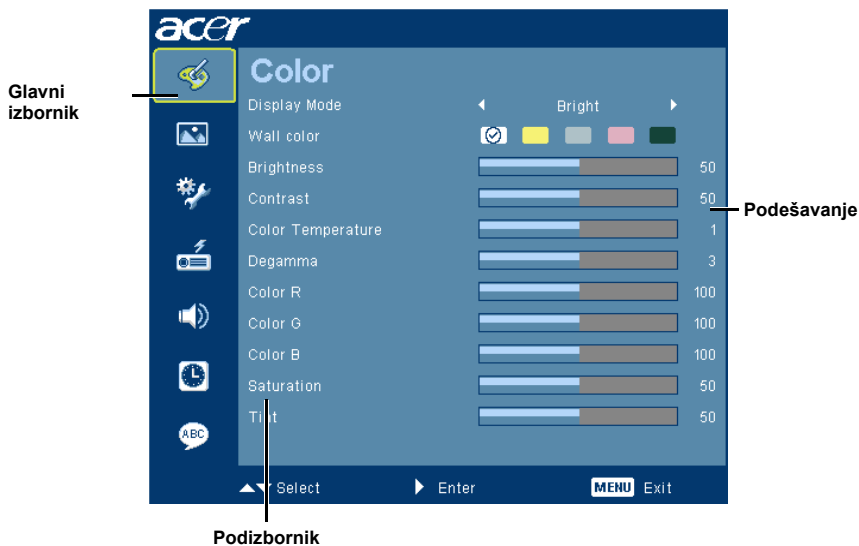 acer
Color
Glavni
izbornik
Display Mode Bright
Wall color
Brightness 50
Contrast 50
Podešavanje
Color Temperature 1
Degamma 3
Color R 100
Color G 100
Color B 100
Saturation 50
Tint 50
ABC
Select Enter MENU Exit
Podizbornik